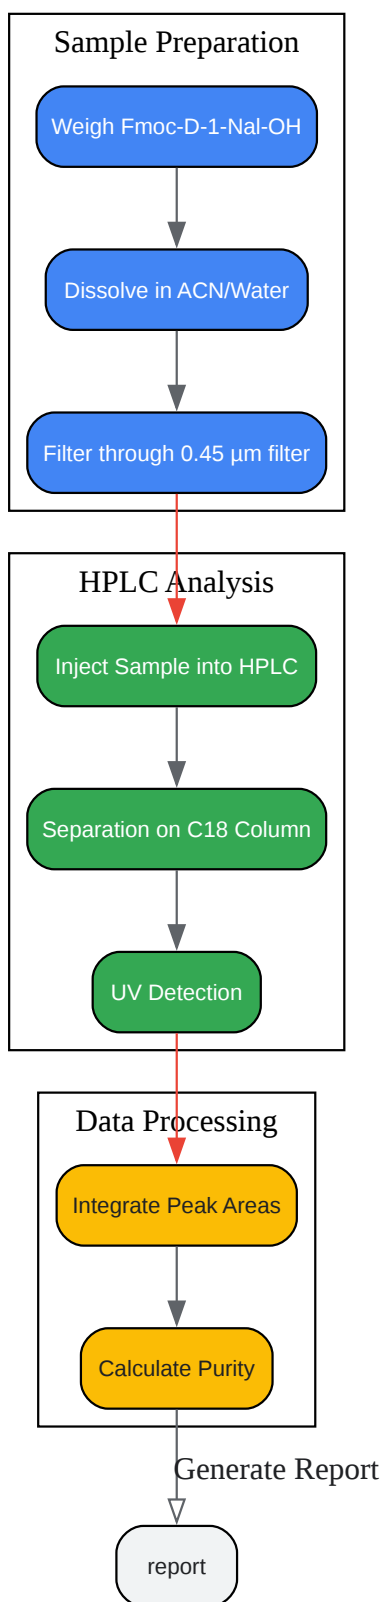 Sample Preparation
Weigh Fmoc-D-1-Nal-OH
Dissolve in ACN/Water
Filter through 0.45 µm filter
HPLC Analysis
Inject Sample into HPLC
Separation on C18 Column
UV Detection
Data Processing
Integrate Peak Areas
Calculate Purity
Generate Report
report